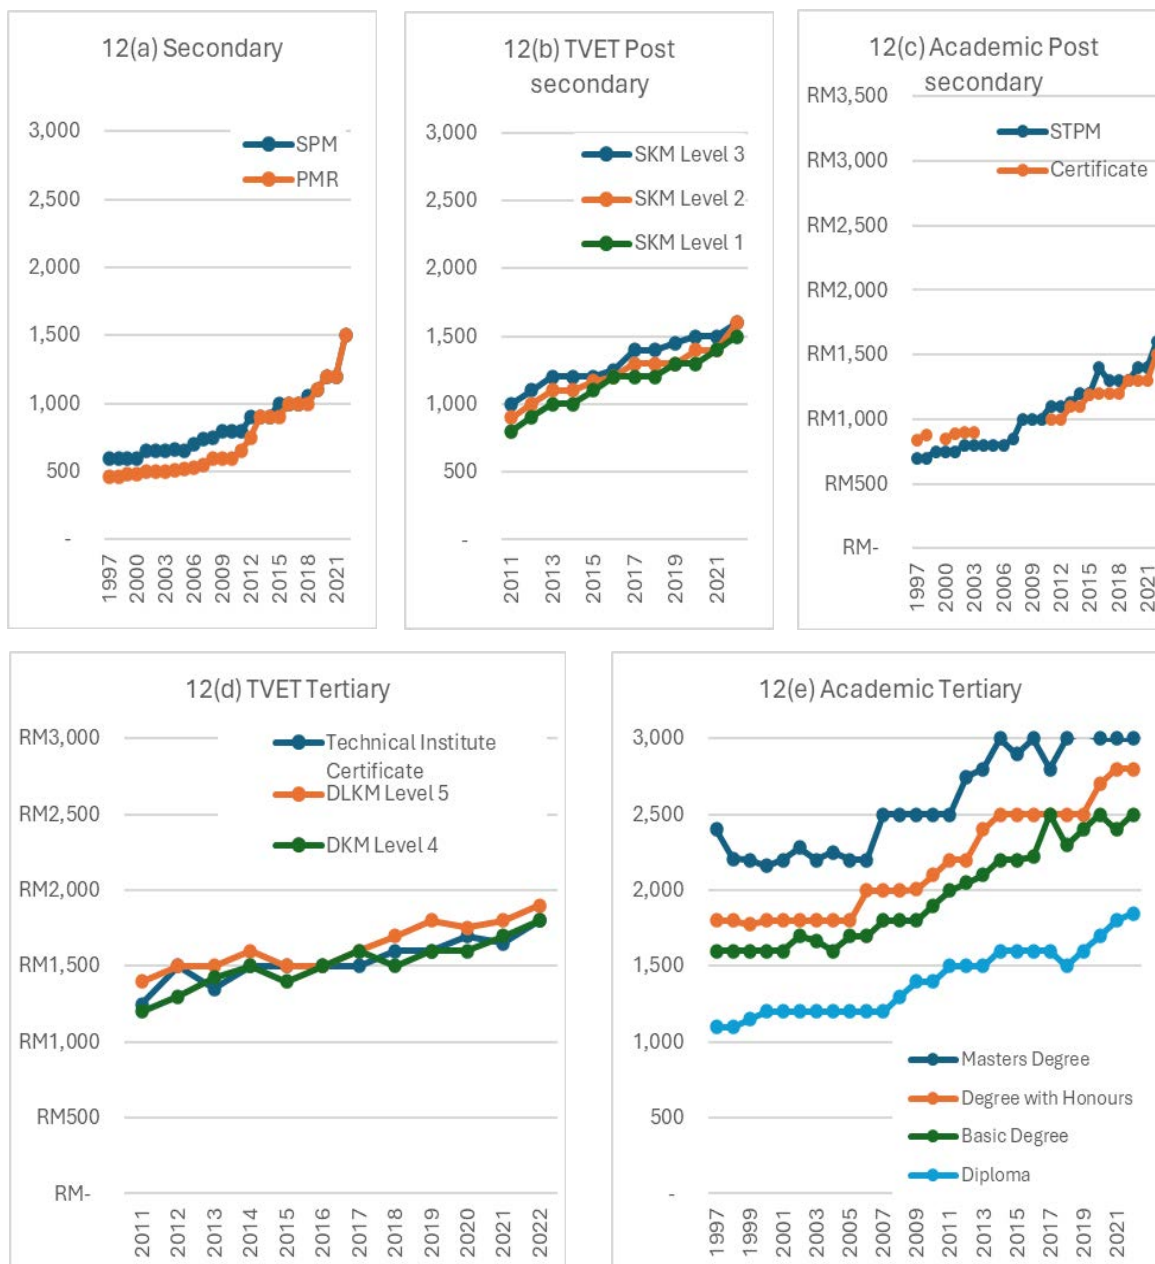 12(a) Secondary
3,000
2,500
2,000
1,500
1,000
500
-
SPM
PMR
1997
2000
2003
2006
2009
2012
2015
2018
2021
12(b) TVET Post
secondary
3,000
2,500
2,000
1,500
1,000
500
-
SKM Level 3
SKM Level 2
SKM Level 1
2011
2013
2015
2017
2019
2021
12(c) Academic Post
secondary
RM3,500
RM3,000
RM2,500
RM2,000
RM1,500
RM1,000
RM500
RM-
STPM
Certificate
1997
2000
2003
2006
2009
2012
2015
2018
2021
12(d) TVET Tertiary
RM3,000
RM2,500
RM2,000
RM1,500
RM1,000
RM500
RM-
Technical Institute
Certificate
DLKM Level 5
DKM Level 4
2011
2012
2013
2014
2015
2016
2017
2018
2019
2020
2021
2022
12(e) Academic Tertiary
3,000
2,500
2,000
1,500
1,000
500
-
Masters Degree
Degree with Honours
Basic Degree
Diploma
1997
1999
2001
2003
2005
2007
2009
2011
2013
2015
2017
2019
2021